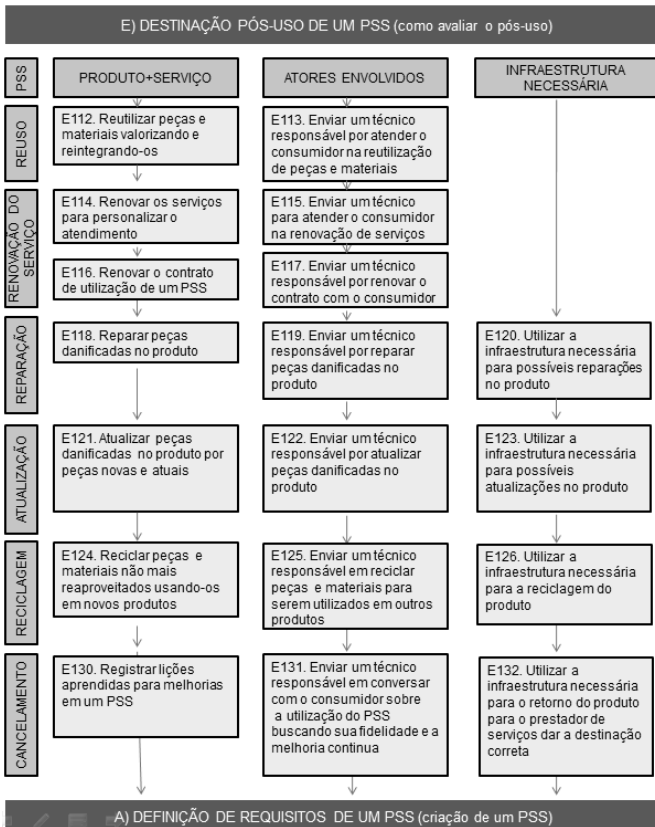 E) DESTINAÇÃO PÓS-USO DE UM PSS (como avaliar o pós-uso)
PSS
PRODUTO+SERVIÇO
ATORES ENVOLVIDOS
INFRAESTRUTURA
NECESSÁRIA
REUSO
E112. Reutilizar peças e
materiais valorizando e
reintegrando-os
E113. Enviar um técnico
responsável por atender o
consumidor na reutilização
de peças e materiais
RENOVAÇÃO DO
SERVIÇO
E114. Renovar os serviços
para personalizar o
atendimento
E115. Enviar um técnico
para atender o consumidor
na renovação de serviços
E116. Renovar o contrato
de utilização de um PSS
E117. Enviar um técnico
responsável por renovar o
contrato com o consumidor
REPARAÇÃO
E118. Reparar peças
danificadas no produto
E119. Enviar um técnico
responsável por reparar
peças danificadas no
produto
E120. Utilizar a
infraestrutura necessária
para possíveis reparações
no produto
ATUALIZAÇÃO
E121. Atualizar peças
danificadas no produto por
peças novas e atuais
E122. Enviar um técnico
responsável por atualizar
peças danificadas no
produto
E123. Utilizar a
infraestrutura necessária
para possíveis
atualizações no produto
RECICLAGEM
E124. Reciclar peças e
materiais não mais
reaproveitados usando-os
em novos produtos
E125. Enviar um técnico
responsável em reciclar
peças e materiais para
serem utilizados em outros
produtos
E126. Utilizar a
infraestrutura necessária
para a reciclagem do
produto
CANCELAMENTO
E130. Registrar lições
aprendidas para melhorias
em um PSS
E131. Enviar um técnico
responsável em conversar
com o consumidor sobre
a utilização do PSS
buscando sua fidelidade e a
melhoria continua
E132. Utilizar a
infraestrutura necessária
para o retorno do produto
para o prestador de
serviços dar a destinação
correta
A) DEFINIÇÃO DE REQUISITOS DE UM PSS (criação de um PSS)